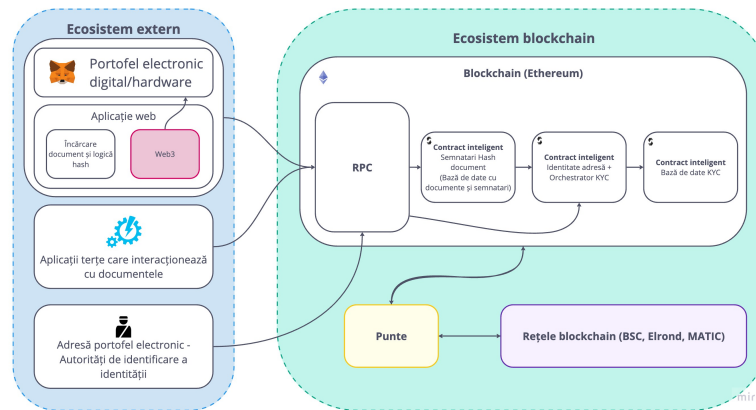 Ecosistem extern
Portofel electronic
digital/hardware
Aplicație web
Încărcare
document și logică
hash
Web3
Aplicații terțe care interacționează
cu documentele
Adresă portofel electronic -
Autorități de identificare a
identității
Ecosistem blockchain
Blockchain (Ethereum)
RPC
Contract inteligent
Semnatari Hash
document
(Bază de date cu
documente și semnatari)
Contract inteligent
Identitate adresă +
Orchestrator KYC
Contract inteligent
Bază de date KYC
Punte
Rețele blockchain (BSC, Elrond, MATIC)